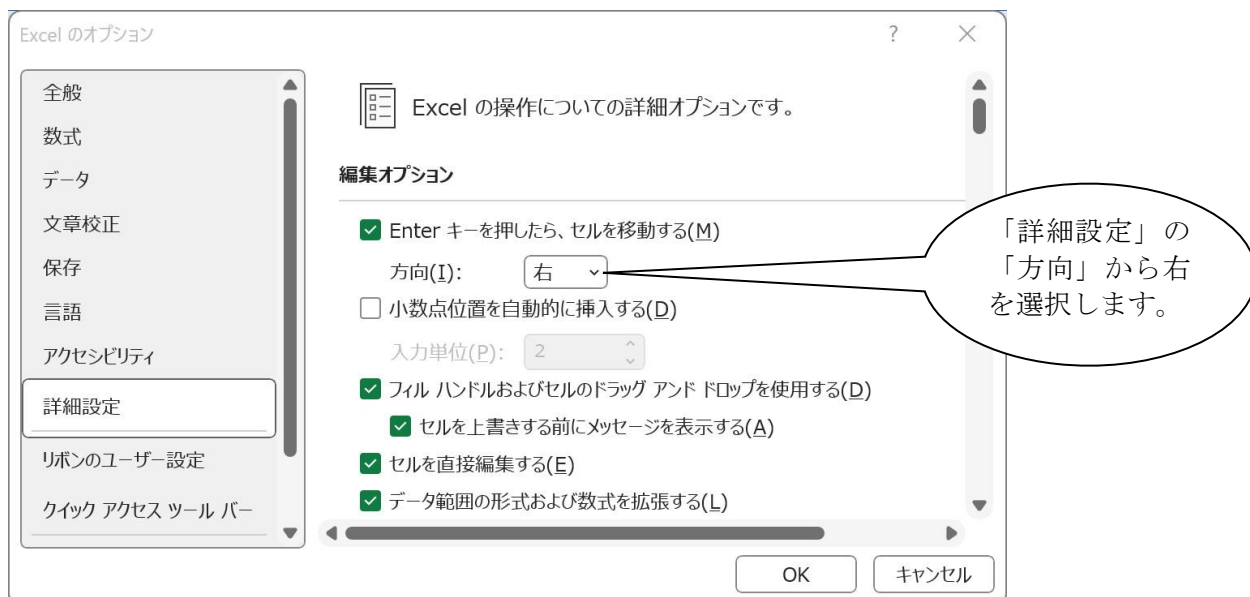 Excel のオプション
?
全般
数式
データ
文章校正
保存
言語
アクセシビリティ
詳細設定
リボンのユーザー設定
クイック アクセス ツール バー
Excel の操作についての詳細オプションです。
編集オプション
Enter キーを押したら、セルを移動する(M)
方向(I): 右
小数点位置を自動的に挿入する(D)
入力単位(P): 2
フィル ハンドルおよびセルのドラッグ アンド ドロップを使用する(D)
セルを上書きする前にメッセージを表示する(A)
セルを直接編集する(E)
データ範囲の形式および数式を拡張する(L)
OK キャンセル
「詳細設定」の
「方向」から右
を選択します。